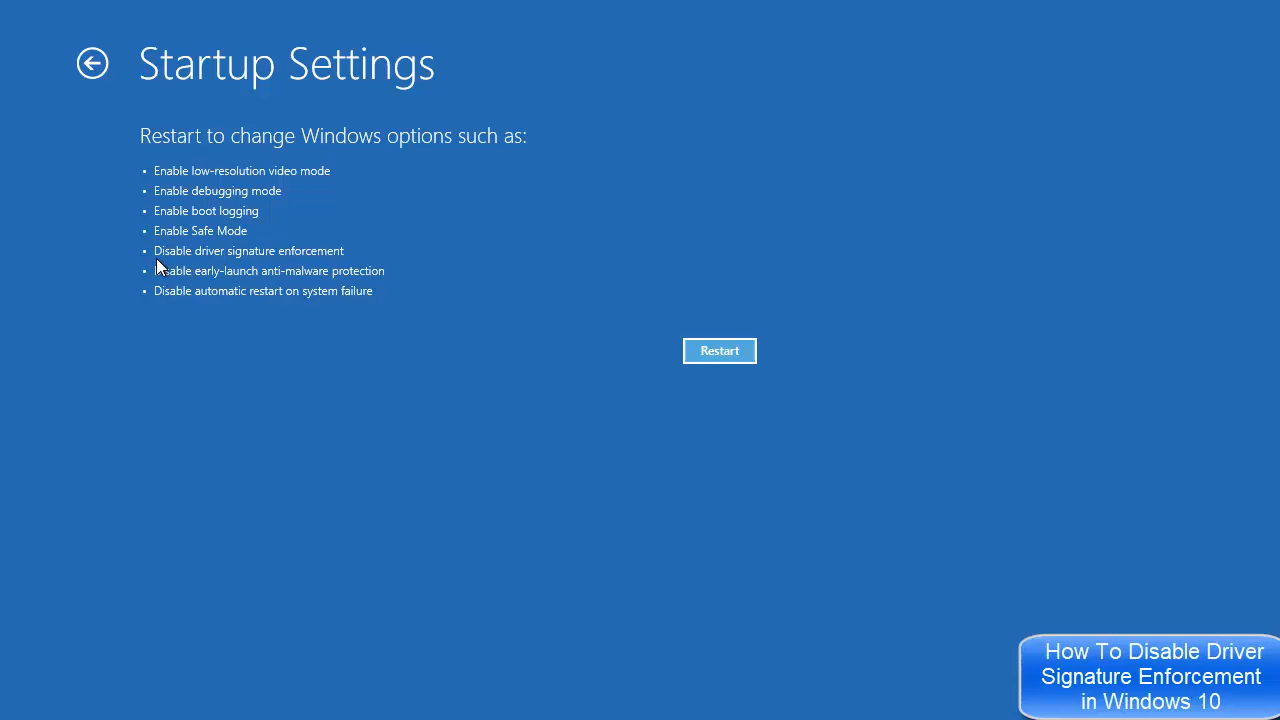 Startup Settings
Restart to change Windows options such as:
• Enable low-resolution video mode
• Enable debugging mode
• Enable boot logging
• Enable Safe Mode
• Disable driver signature enforcement
• Disable early-launch anti-malware protection
• Disable automatic restart on system failure
Restart
How To Disable Driver
Signature Enforcement
in Windows 10